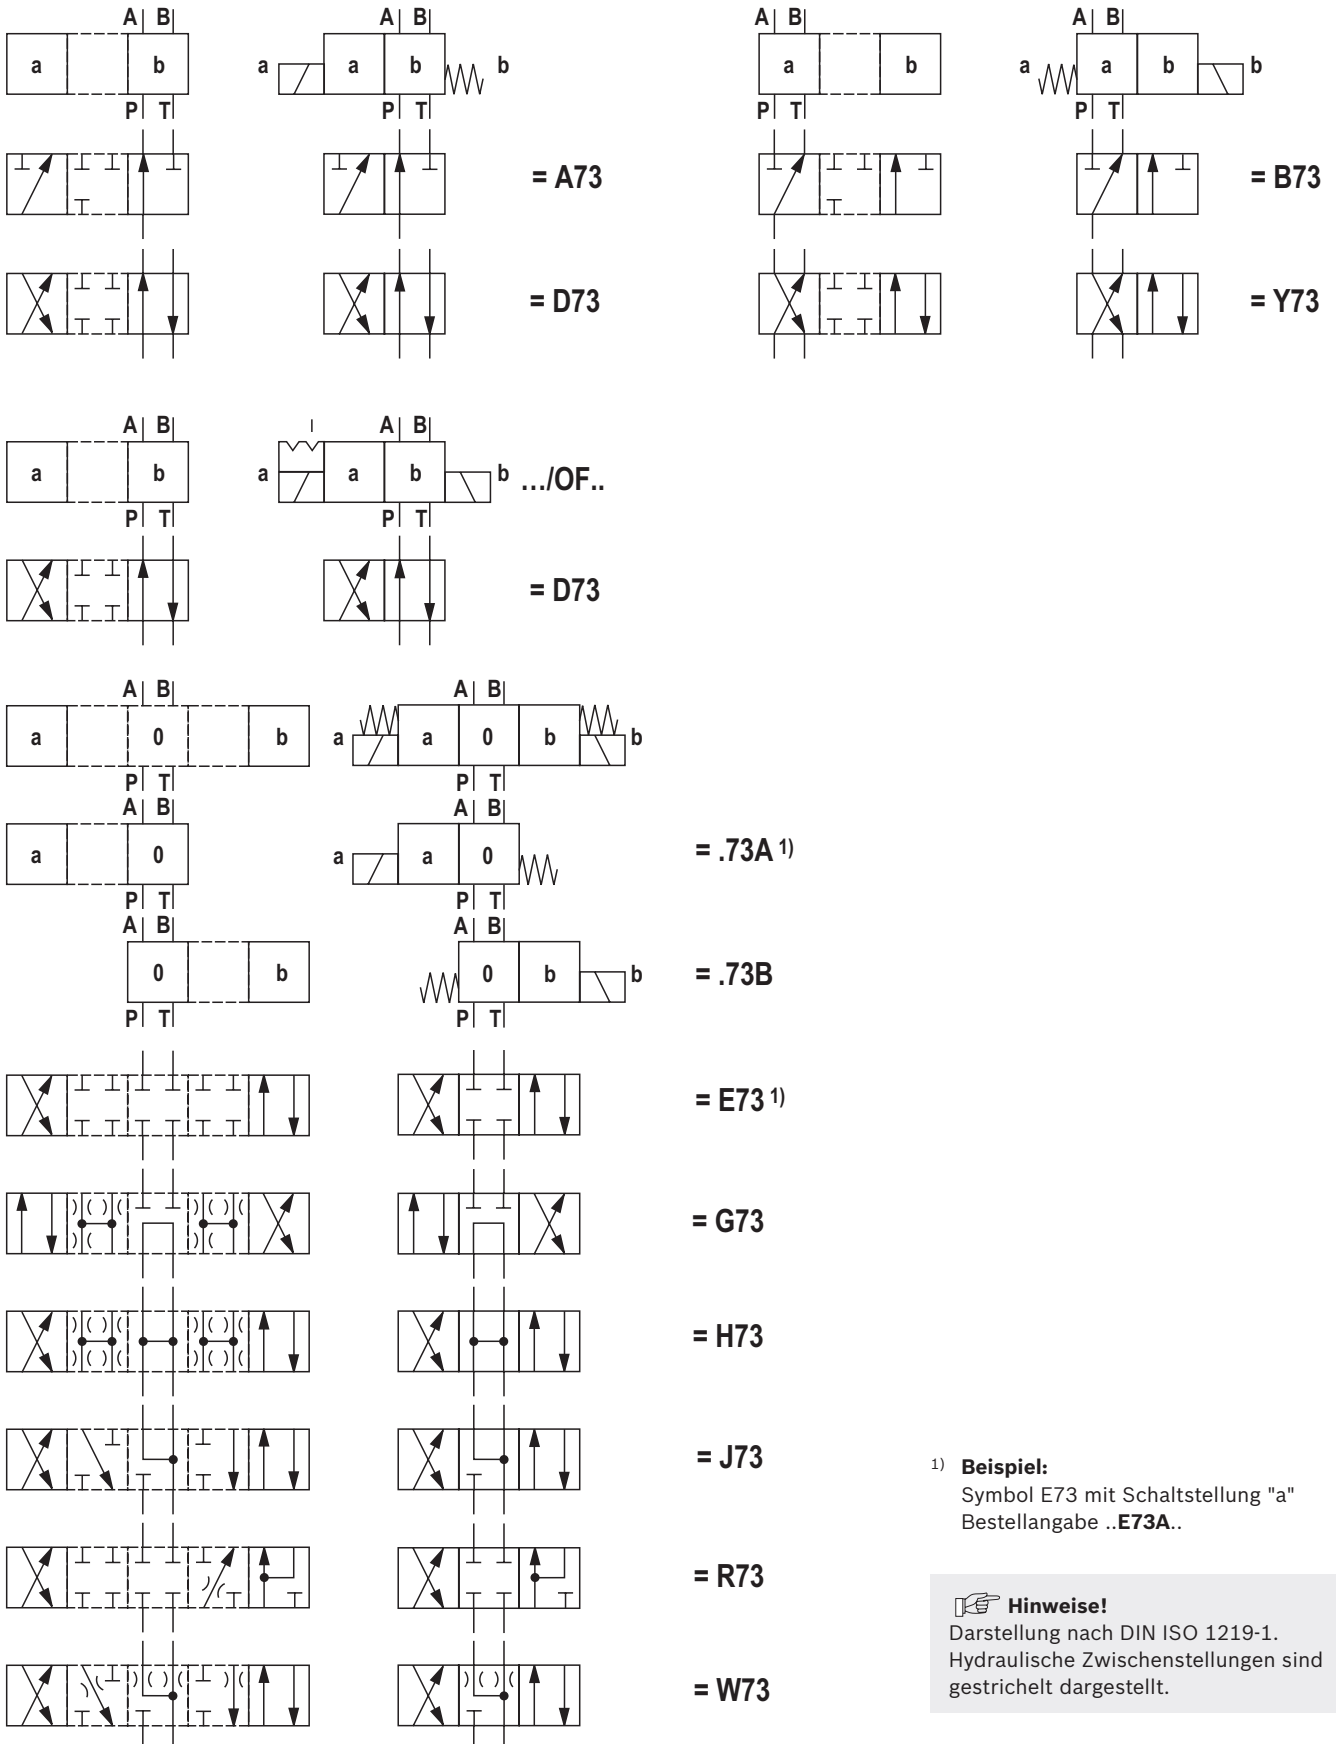 A B A B A B A B
a b a a b b a b a a b b
P T P T P T P T
= A73 = B73
= D73 = Y73
A B A B
a b a a b b .../OF..
P T P T
= D73
A B A B
a 0 b a a 0 b b
P T P T
A B A B
a 0 a a 0 = .73A 1)
P T P T
A B A B
0 b 0 b b = .73B
P T P T
= E73 1)
= G73
= H73
= J73
1) Beispiel:
Symbol E73 mit Schaltstellung "a"
Bestellangabe ..E73A..
= R73
Hinweise!
Darstellung nach DIN ISO 1219-1.
Hydraulische Zwischenstellungen sind
gestrichelt dargestellt.
= W73